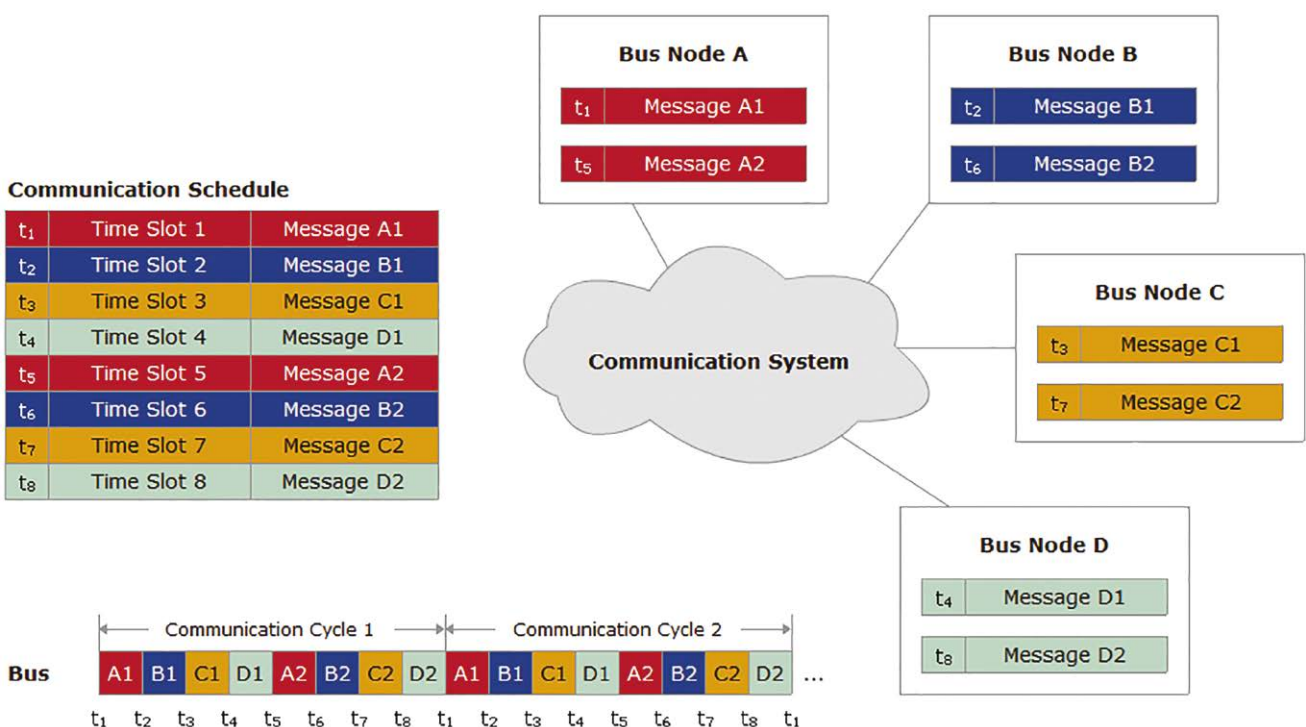 Bus Node A
t₁ Message A1
t₅ Message A2
Bus Node B
t₂ Message B1
t₆ Message B2
Communication Schedule
t₁ Time Slot 1 Message A1
t₂ Time Slot 2 Message B1
t₃ Time Slot 3 Message C1
t₄ Time Slot 4 Message D1
t₅ Time Slot 5 Message A2
t₆ Time Slot 6 Message B2
t₇ Time Slot 7 Message C2
t₈ Time Slot 8 Message D2
Communication System
Bus Node C
t₃ Message C1
t₇ Message C2
Bus Node D
t₄ Message D1
t₈ Message D2
Communication Cycle 1 Communication Cycle 2
Bus A1 B1 C1 D1 A2 B2 C2 D2 A1 B1 C1 D1 A2 B2 C2 D2 ...
t₁ t₂ t₃ t₄ t₅ t₆ t₇ t₈ t₁ t₂ t₃ t₄ t₅ t₆ t₇ t₈ t₁